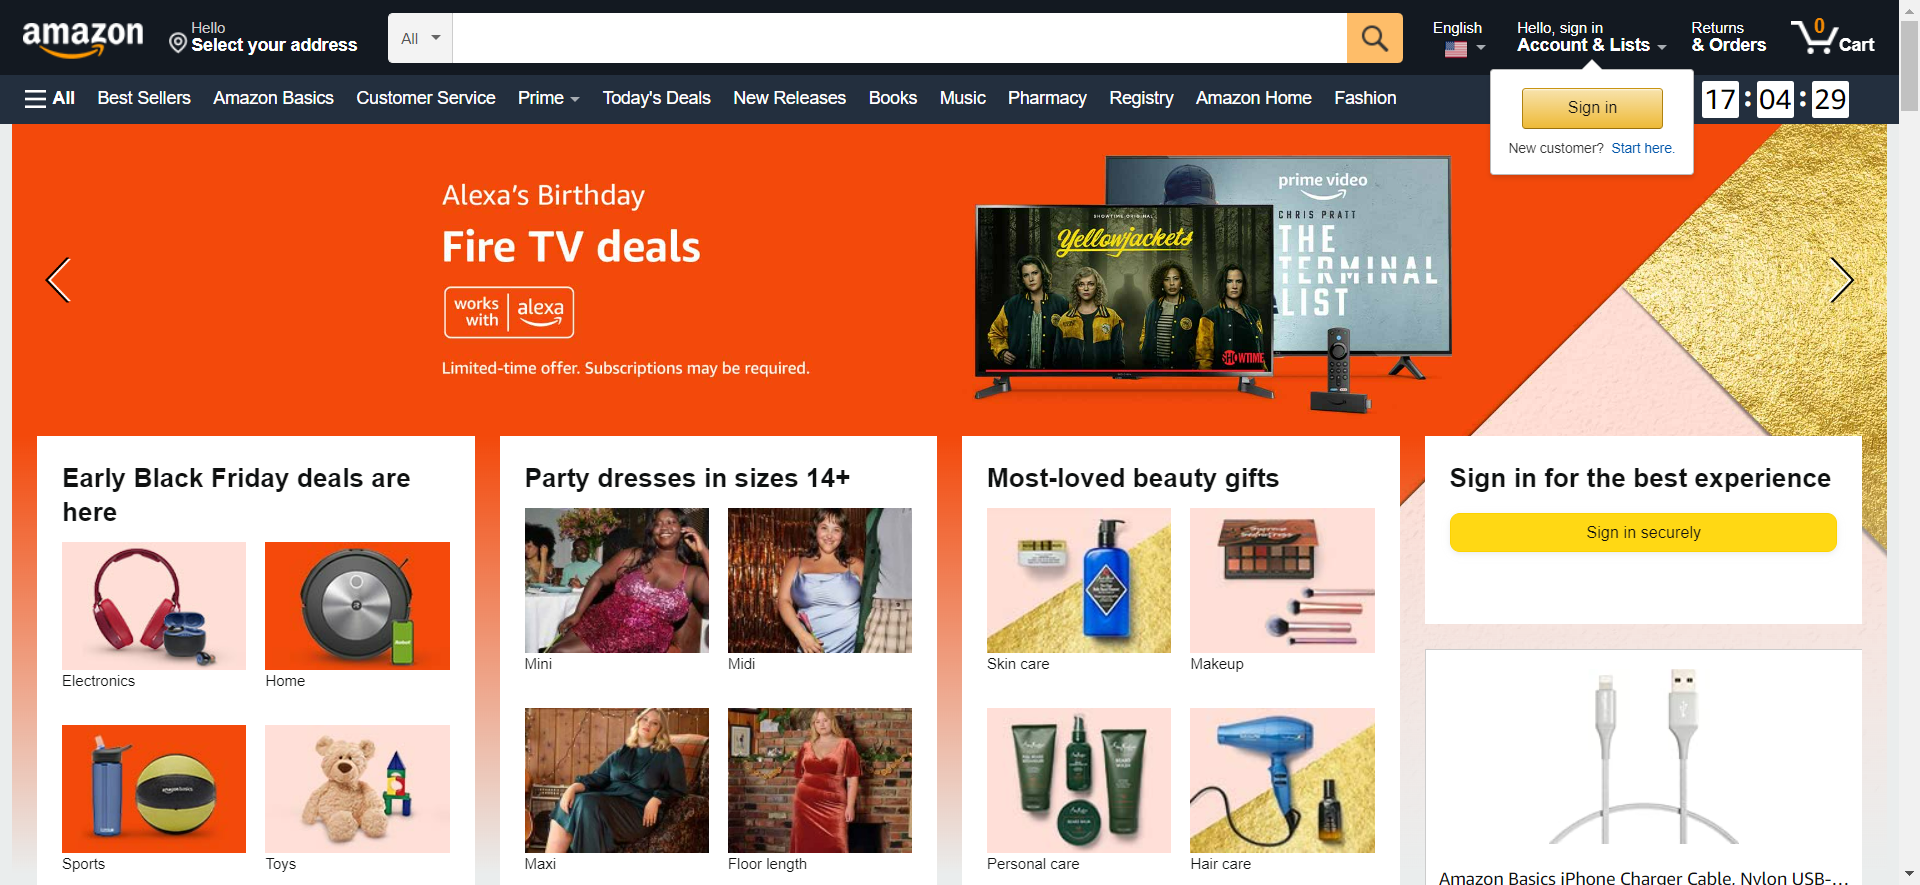 amazon
Hello
Select your address
All
English
Hello, sign in
Account & Lists
Returns
& Orders
0
Cart
All
Best Sellers
Amazon Basics
Customer Service
Prime
Today's Deals
New Releases
Books
Music
Pharmacy
Registry
Amazon Home
Fashion
Sign in
New customer? Start here.
17:04:29
Alexa's Birthday
Fire TV deals
works with
alexa
Limited-time offer. Subscriptions may be required.
SHOWTIME ORIGINAL
Yellowjackets
SHOWTIME
prime video
CHRIS PRATT
THE
TERMINAL
LIST
Early Black Friday deals are
here
Electronics
Home
Sports
Toys
Party dresses in sizes 14+
Mini
Midi
Maxi
Floor length
Most-loved beauty gifts
Skin care
Makeup
Personal care
Hair care
Sign in for the best experience
Sign in securely
Amazon Basics iPhone Charger Cable, Nylon USB-...